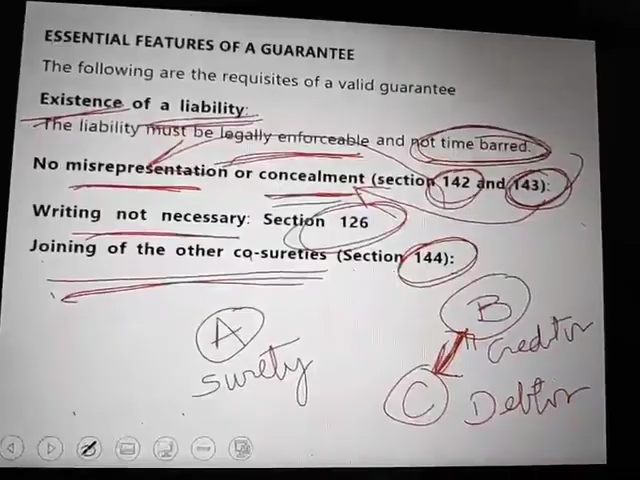 ESSENTIAL FEATURES OF A GUARANTEE
The following are the requisites of a valid guarantee
Existence of a liability:
The liability must be legally enforceable and not time barred.
No misrepresentation or concealment (section 142 and 143):
Writing not necessary: Section 126
Joining of the other co-sureties (Section 144):
A
surety
B
Creditor
C
Debtor